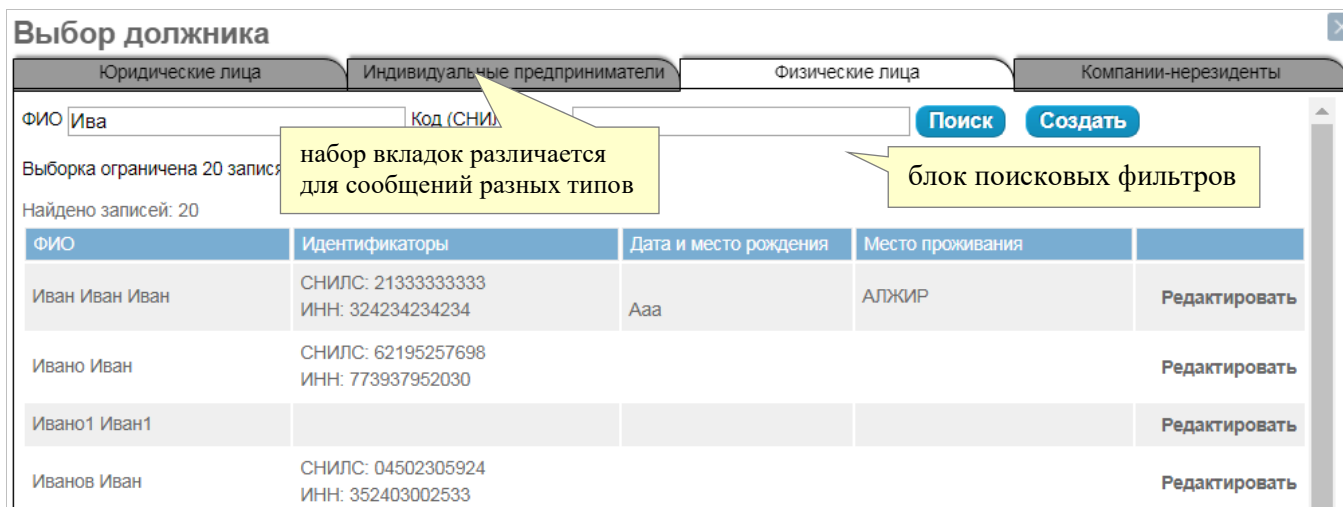 Выбор должника
Юридические лица Индивидуальные предприниматели Физические лица Компании-нерезиденты
ФИО Ива Код (СНИЛ Поиск Создать
набор вкладок различается
для сообщений разных типов
блок поисковых фильтров
Выборка ограничена 20 запися
Найдено записей: 20
ФИО Идентификаторы Дата и место рождения Место проживания
Иван Иван Иван СНИЛС: 21333333333
ИНН: 324234234234 Ааа АЛЖИР Редактировать
Ивано Иван СНИЛС: 62195257698
ИНН: 773937952030 Редактировать
Ивано1 Иван1 Редактировать
Иванов Иван СНИЛС: 04502305924
ИНН: 352403002533 Редактировать